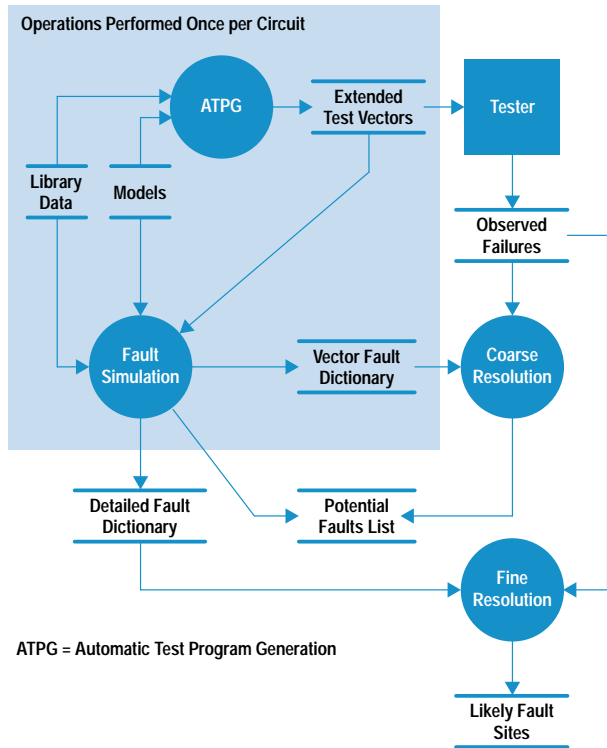 Operations Performed Once per Circuit
ATPG
Extended
Test Vectors
Tester
Library
Data
Models
Observed
Failures
Fault
Simulation
Vector Fault
Dictionary
Coarse
Resolution
Detailed Fault
Dictionary
Potential
Faults List
Fine
Resolution
ATPG = Automatic Test Program Generation
Likely Fault
Sites